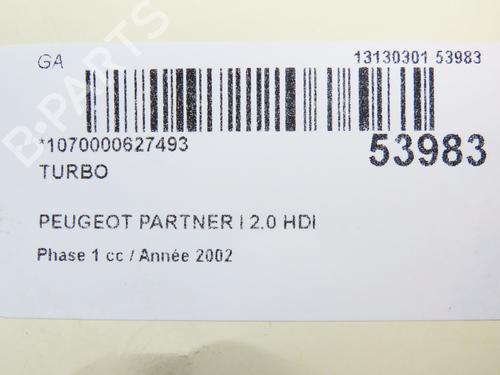 GA 13130301 53983
*1070000627493 53983
TURBO
PEUGEOT PARTNER I 2.0 HDI
Phase 1 cc / Année 2002
B-PARTS